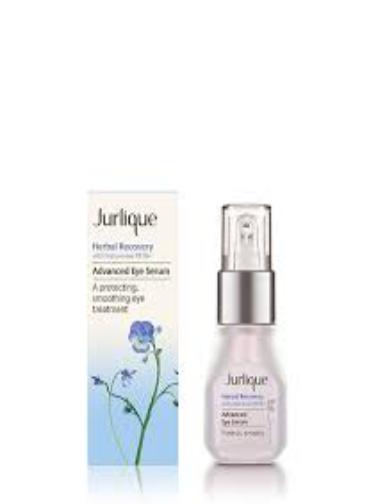 Jurlique
Herbal Recovery
Advanced Eye Serum
A protecting,
smoothing eye
treatment
Jurlique
Herbal Recovery
Advanced
Eye Serum